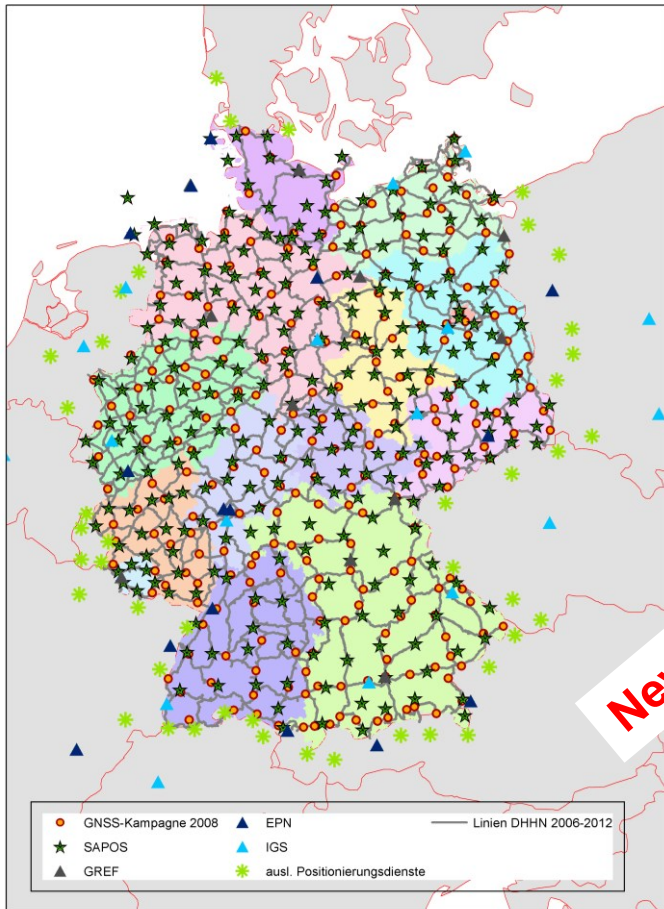 Ne
GNSS-Kampagne 2008
EPN
Linien DHHN 2006-2012
SAPOS
IGS
GREF
ausl. Positionierungsdienste